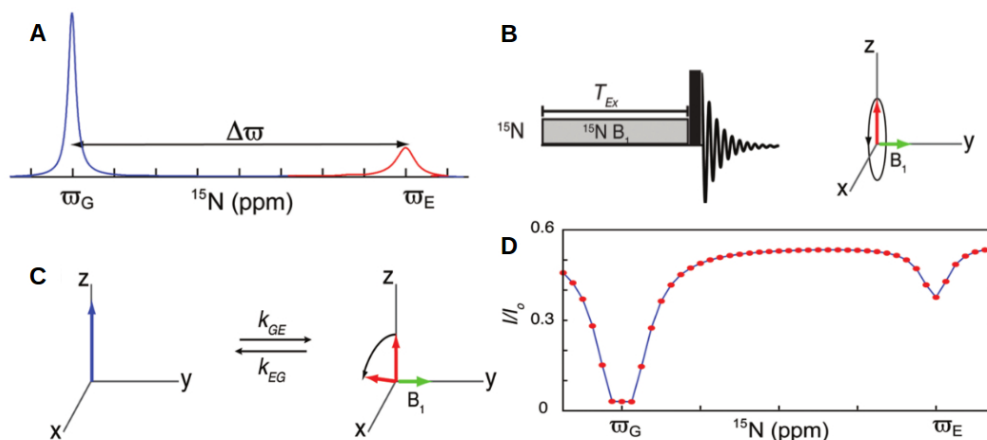 A
Δϖ
ϖG
15N (ppm)
ϖE
B
TEx
15N
15N B1
z
y
x
B1
C
z
y
x
kGE
kEG
z
y
x
B1
D
0.6
0.3
0
I/Io
ϖG
15N (ppm)
ϖE